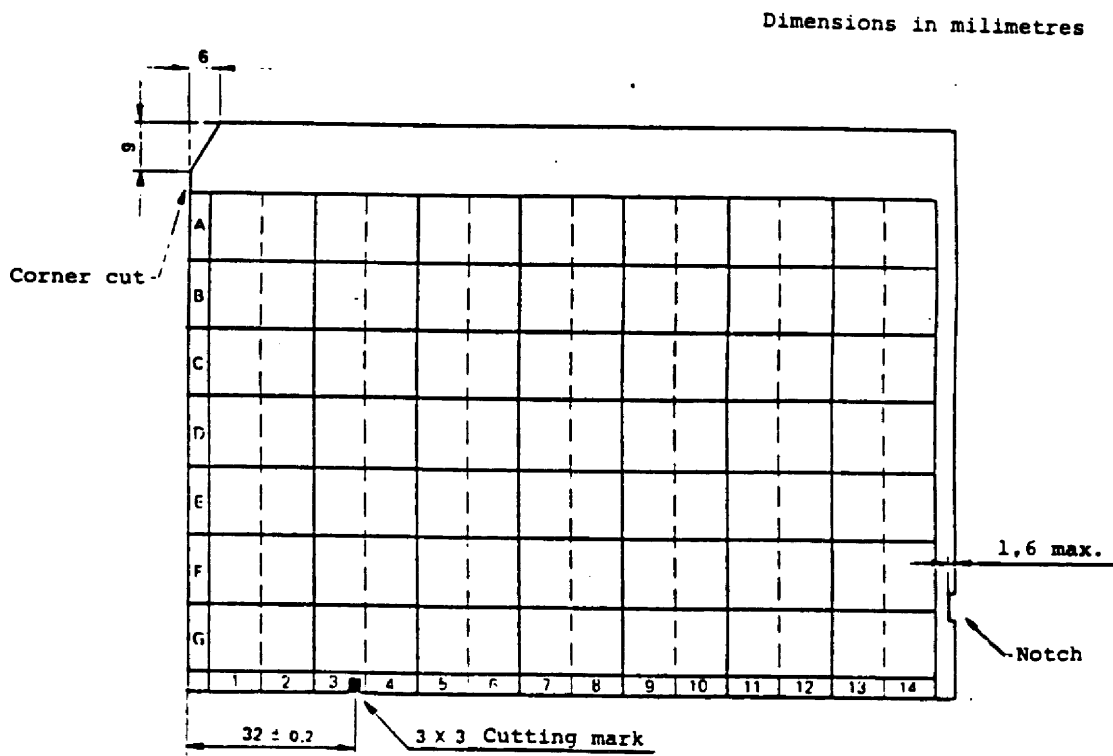 Dimensions in milimetres
6
9
A
Corner cut
B
C
D
E
F
1,6 max.
G
Notch
1 2 3 4 5 6 7 8 9 10 11 12 13 14
32 ± 0.2
3 X 3 Cutting mark